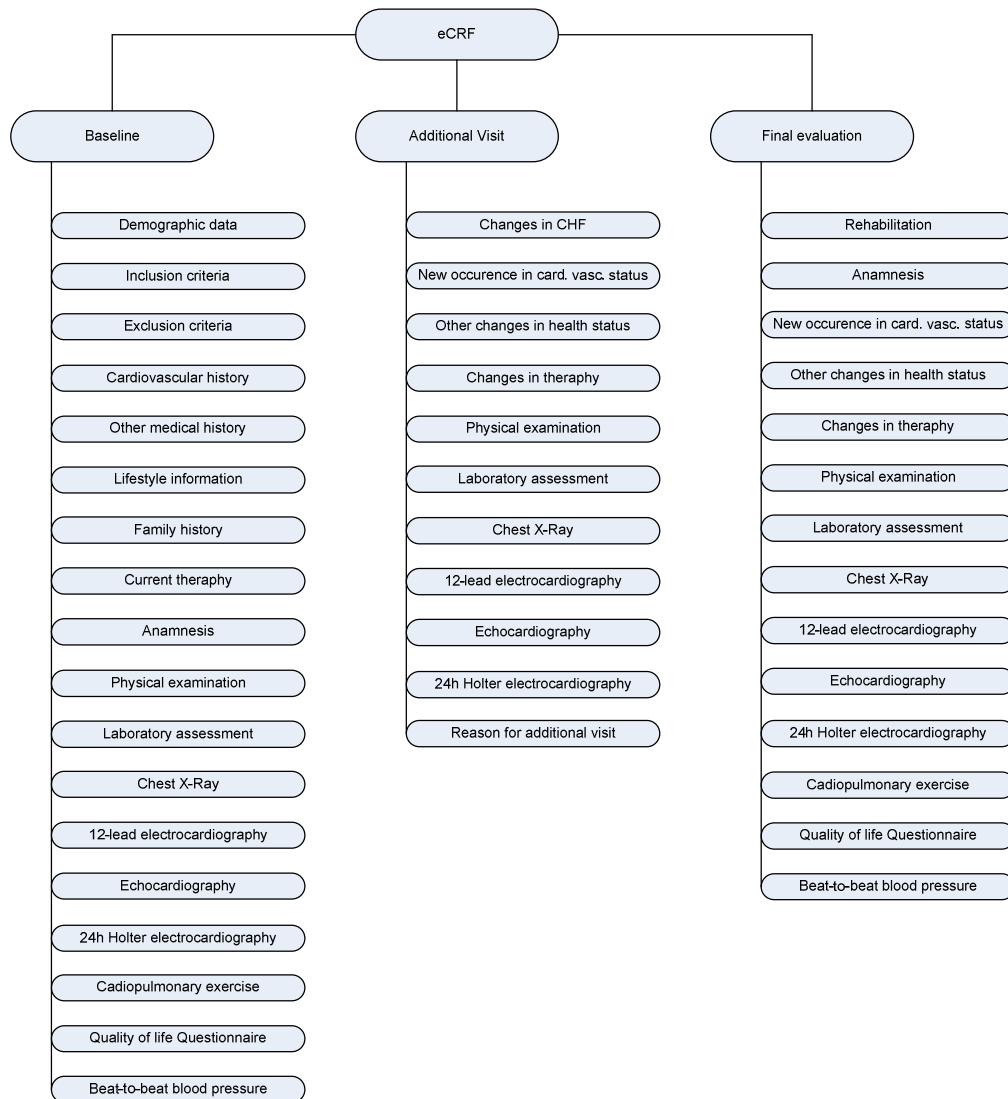 eCRF
Baseline
Additional Visit
Final evaluation
Demographic data
Inclusion criteria
Exclusion criteria
Cardiovascular history
Other medical history
Lifestyle information
Family history
Current theraphy
Anamnesis
Physical examination
Laboratory assessment
Chest X-Ray
12-lead electrocardiography
Echocardiography
24h Holter electrocardiography
Cadiopulmonary exercise
Quality of life Questionnaire
Beat-to-beat blood pressure
Changes in CHF
New occurence in card. vasc. status
Other changes in health status
Changes in theraphy
Physical examination
Laboratory assessment
Chest X-Ray
12-lead electrocardiography
Echocardiography
24h Holter electrocardiography
Reason for additional visit
Rehabilitation
Anamnesis
New occurence in card. vasc. status
Other changes in health status
Changes in theraphy
Physical examination
Laboratory assessment
Chest X-Ray
12-lead electrocardiography
Echocardiography
24h Holter electrocardiography
Cadiopulmonary exercise
Quality of life Questionnaire
Beat-to-beat blood pressure